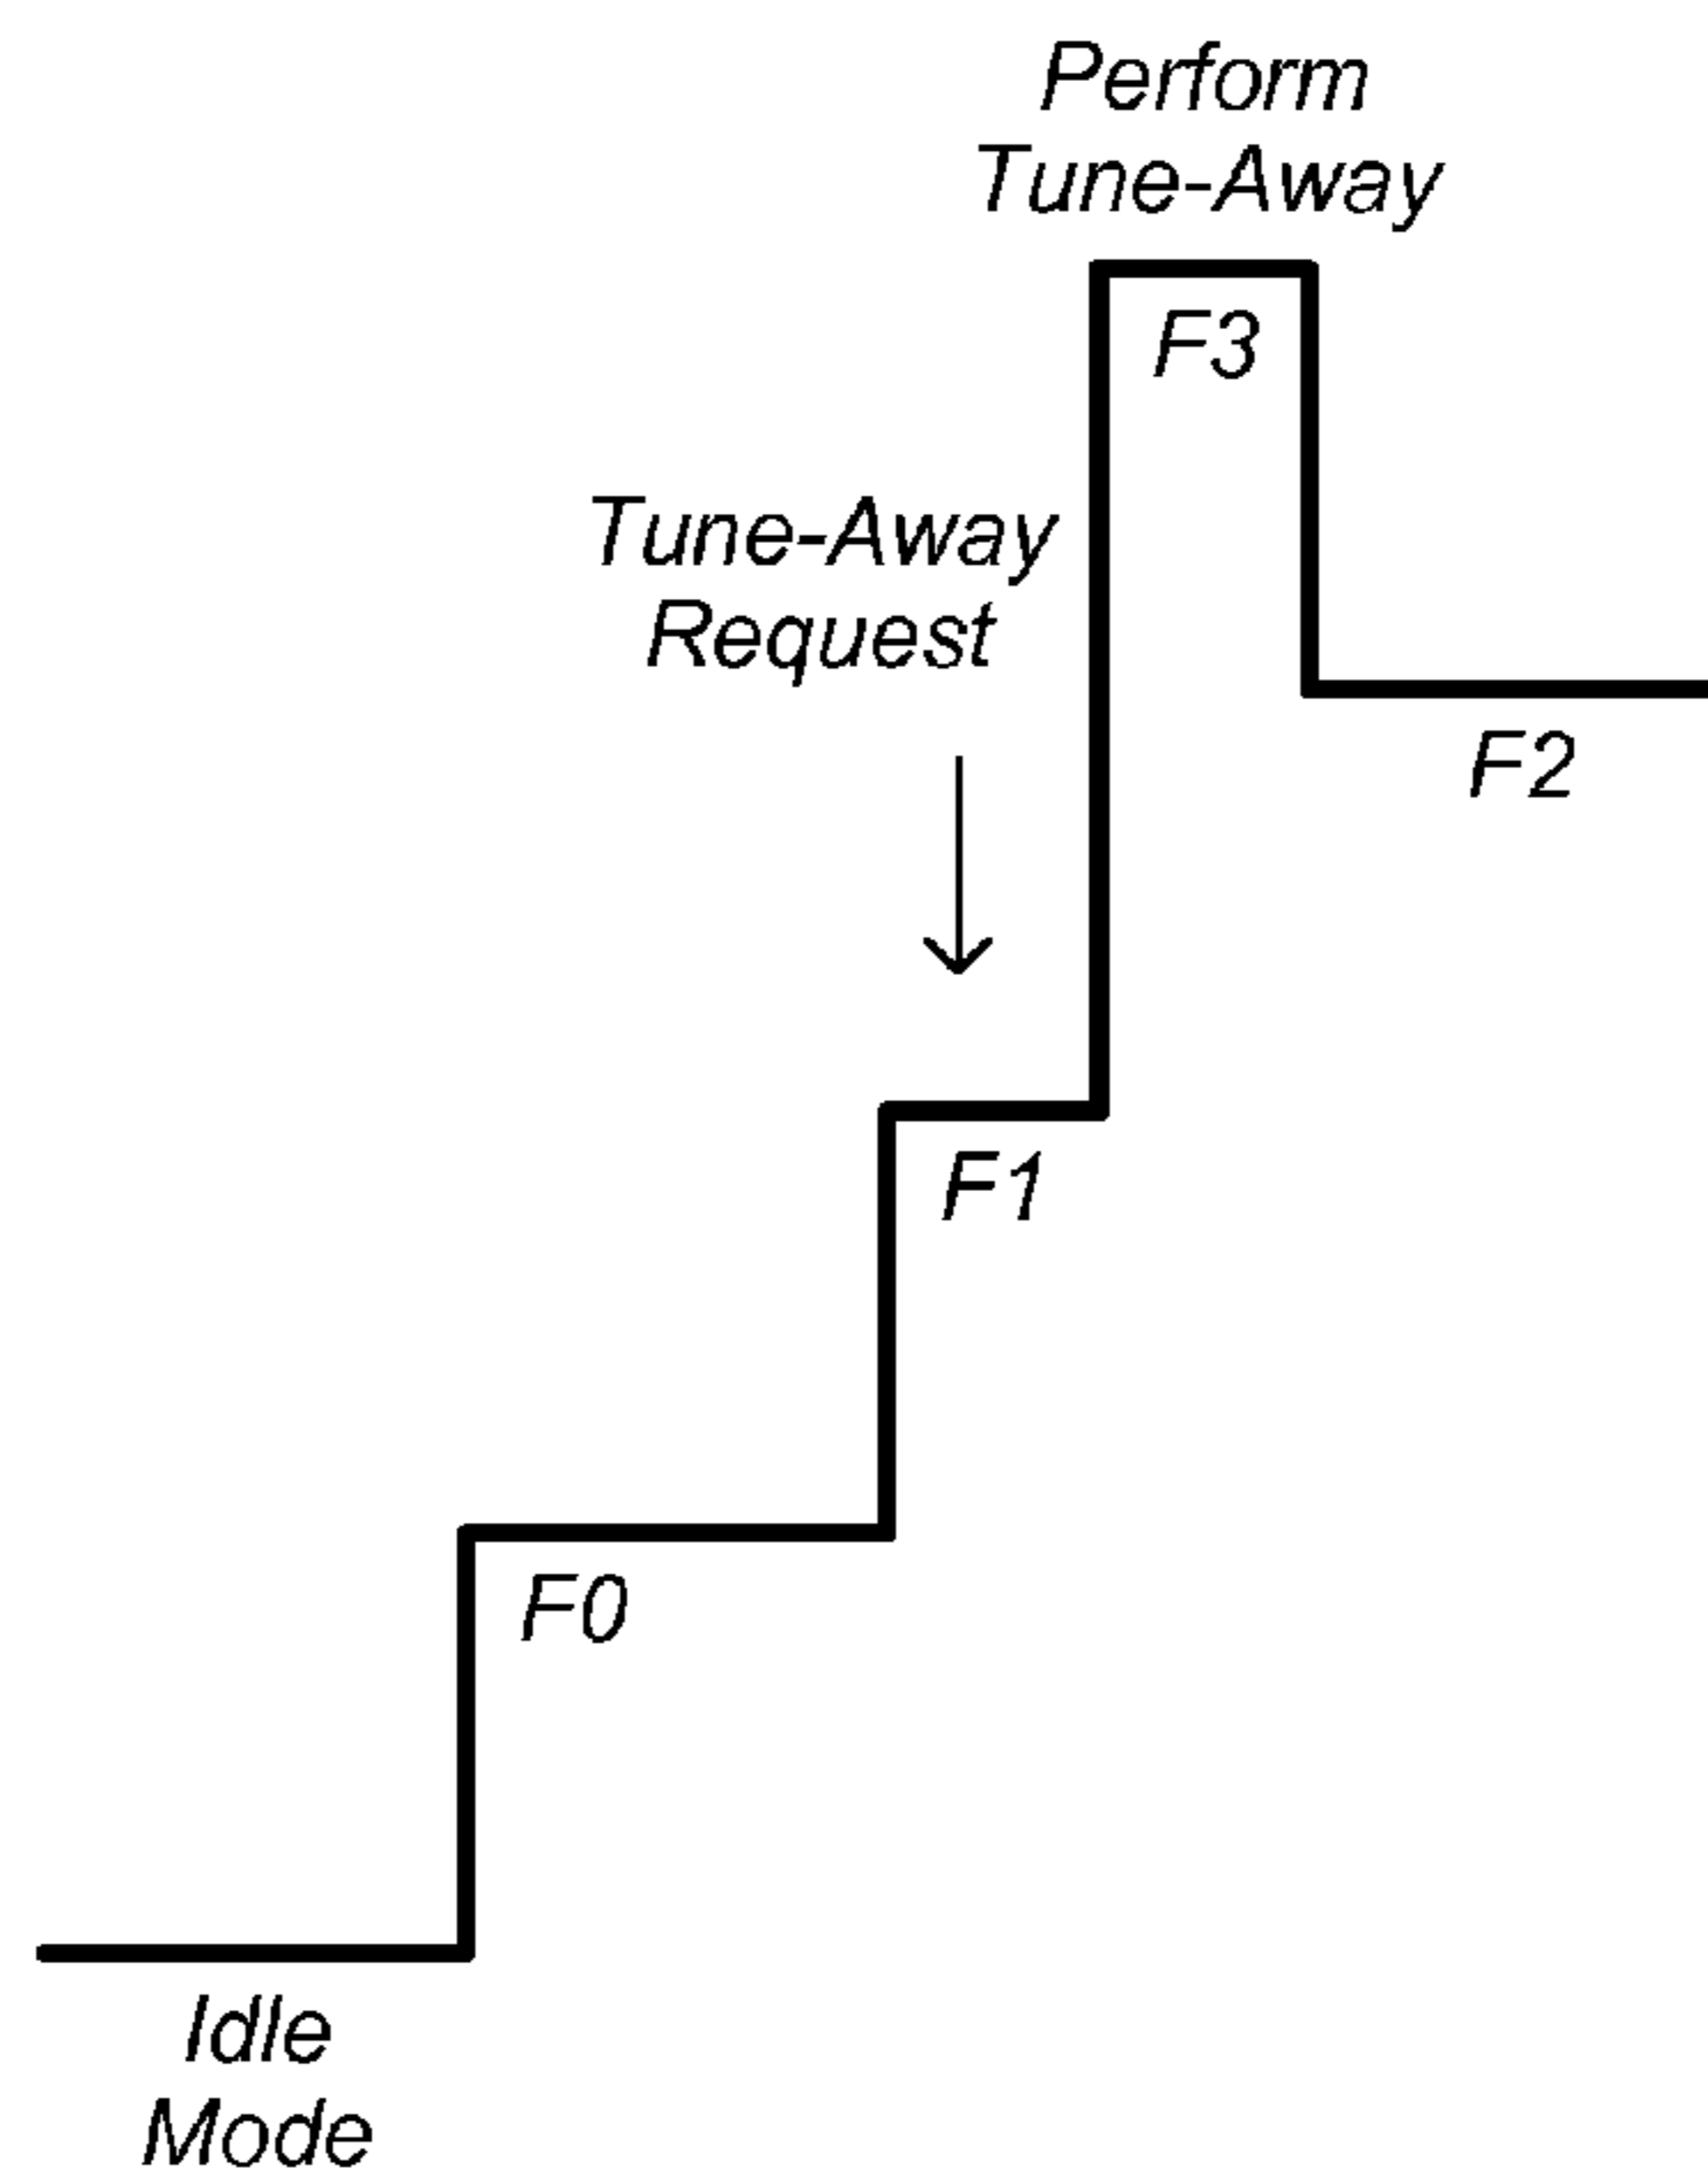 Perform
Tune-Away
F3
Tune-Away
Request
F2
F1
F0
Idle
Mode